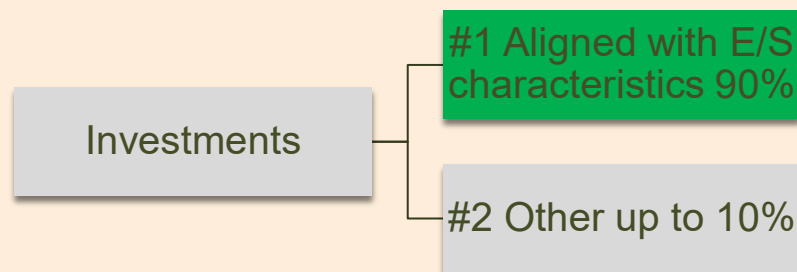 #1 Aligned with E/S
characteristics 90%
Investments
#2 Other up to 10%